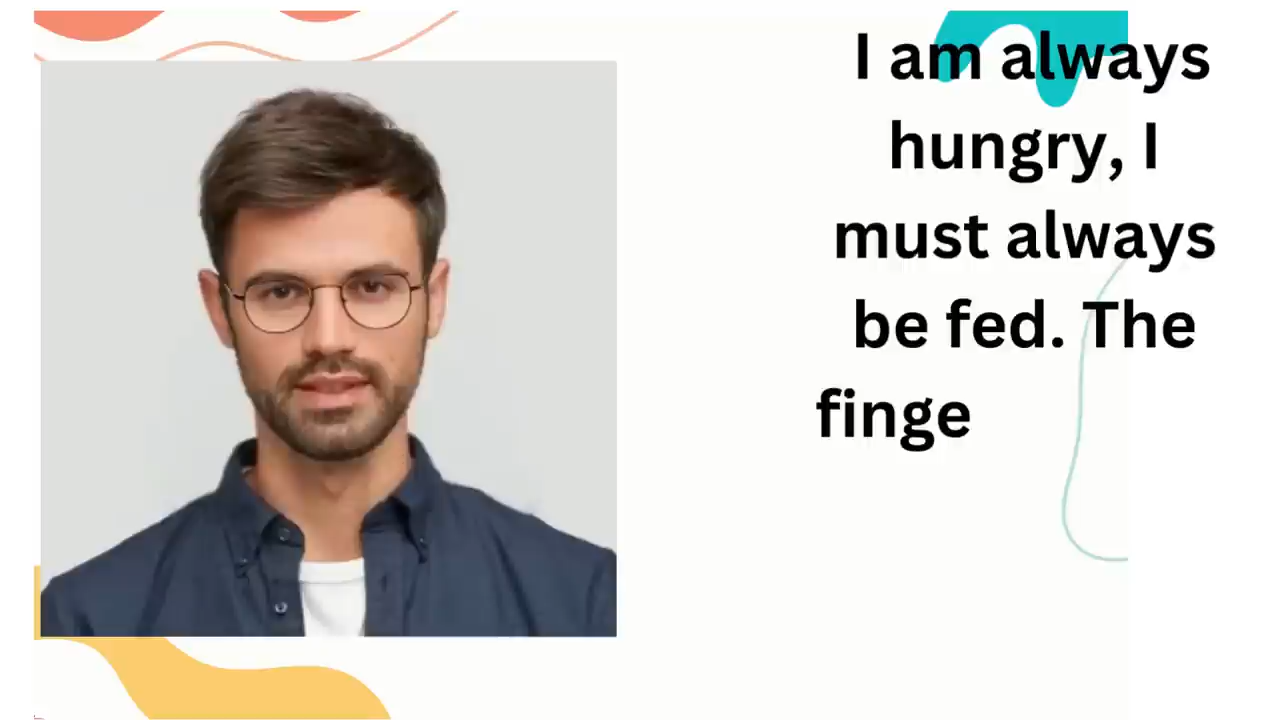 I am always
hungry, I
must always
be fed. The
finge